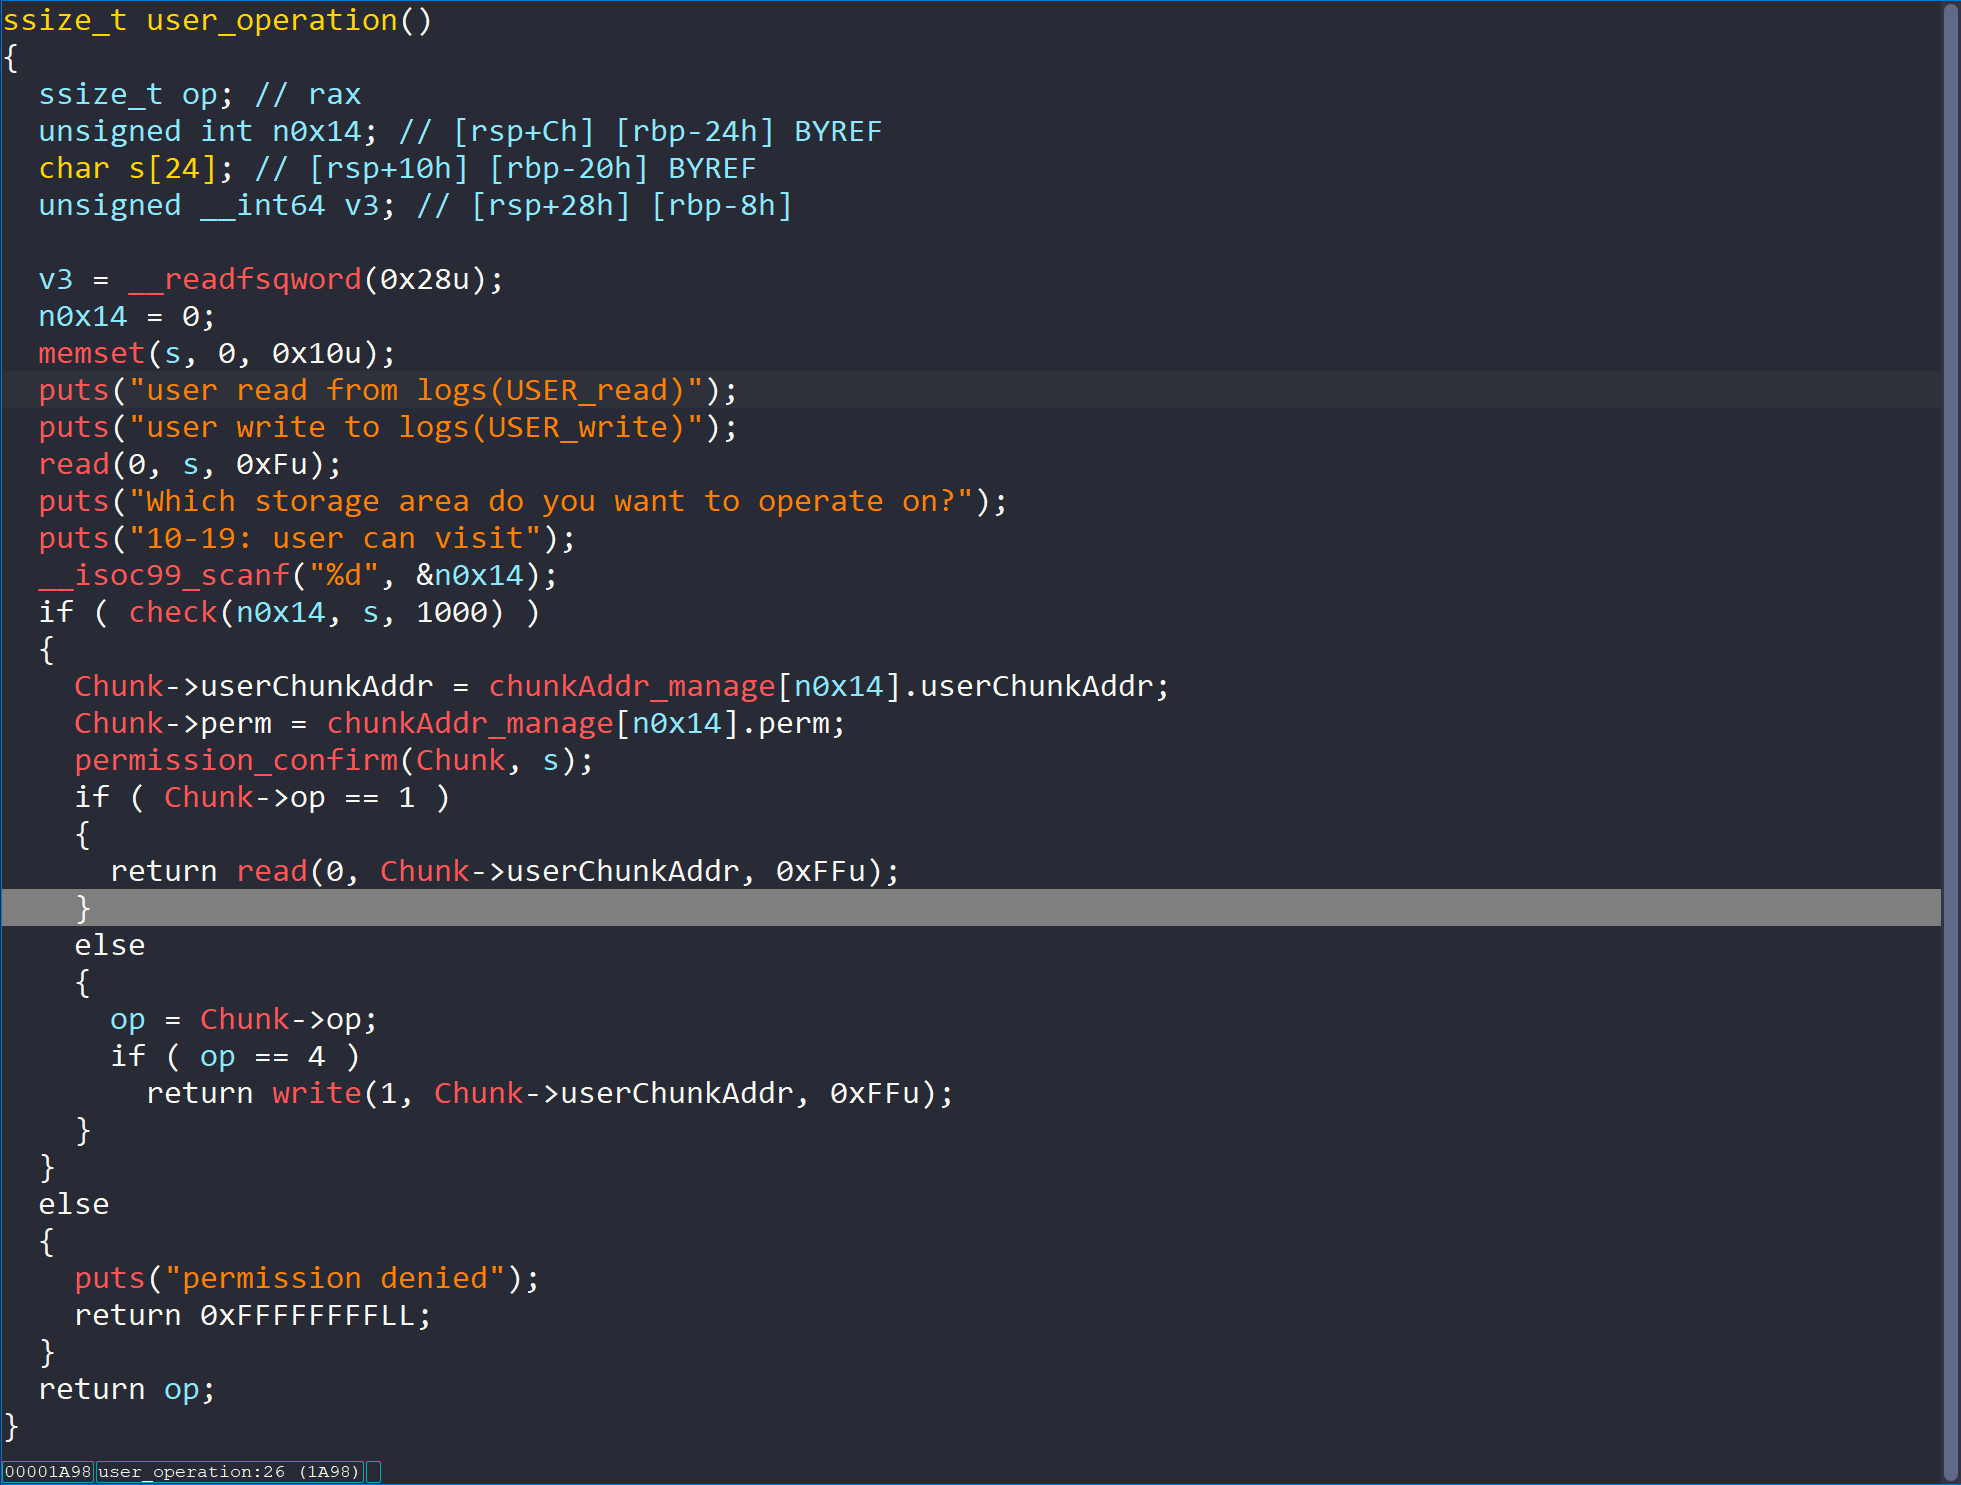 ssize_t user_operation()
{
  ssize_t op; // rax
  unsigned int n0x14; // [rsp+Ch] [rbp-24h] BYREF
  char s[24]; // [rsp+10h] [rbp-20h] BYREF
  unsigned __int64 v3; // [rsp+28h] [rbp-8h]

  v3 = __readfsqword(0x28u);
  n0x14 = 0;
  memset(s, 0, 0x10u);
  puts("user read from logs(USER_read)");
  puts("user write to logs(USER_write)");
  read(0, s, 0xFu);
  puts("Which storage area do you want to operate on?");
  puts("10-19: user can visit");
  __isoc99_scanf("%d", &n0x14);
  if ( check(n0x14, s, 1000) )
  {
    Chunk->userChunkAddr = chunkAddr_manage[n0x14].userChunkAddr;
    Chunk->perm = chunkAddr_manage[n0x14].perm;
    permission_confirm(Chunk, s);
    if ( Chunk->op == 1 )
    {
      return read(0, Chunk->userChunkAddr, 0xFFu);
    }
    else
    {
      op = Chunk->op;
      if ( op == 4 )
        return write(1, Chunk->userChunkAddr, 0xFFu);
    }
  }
  else
  {
    puts("permission denied");
    return 0xFFFFFFFFLL;
  }
  return op;
}
00001A98 user_operation:26 (1A98)